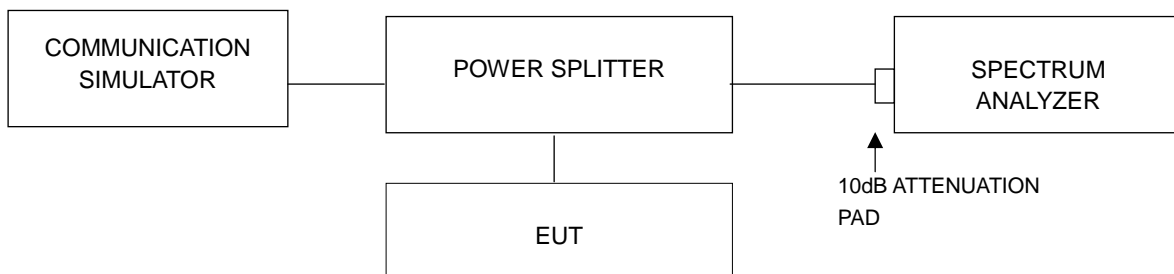 COMMUNICATION
SIMULATOR
POWER SPLITTER
SPECTRUM
ANALYZER
10dB ATTENUATION
PAD
EUT